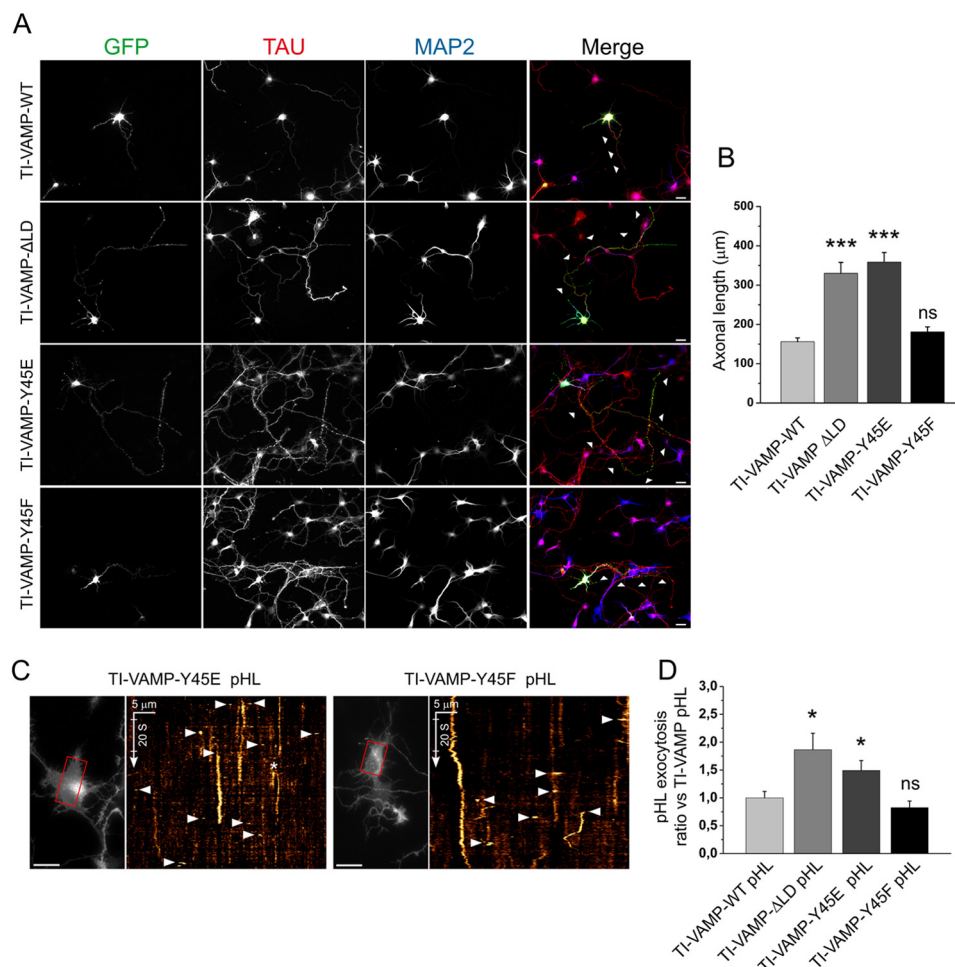 A
GFP
TAU
MAP2
Merge
TI-VAMP-WT
TI-VAMP-ΔLD
TI-VAMP-Y45E
TI-VAMP-Y45F
B
Axonal length (μm)
500
400
300
200
100
0
***
***
ns
TI-VAMP-WT
TI-VAMP ΔLD
TI-VAMP-Y45E
TI-VAMP-Y45F
C
TI-VAMP-Y45E pHL
TI-VAMP-Y45F pHL
5 μm
20 S
*
5 μm
20 S
D
pHL exocytosis
ratio vs TI-VAMP pHL
3,0
2,5
2,0
1,5
1,0
0,5
0,0
*
*
ns
TI-VAMP-WT pHL
TI-VAMP-ΔLD pHL
TI-VAMP-Y45E pHL
TI-VAMP-Y45F pHL